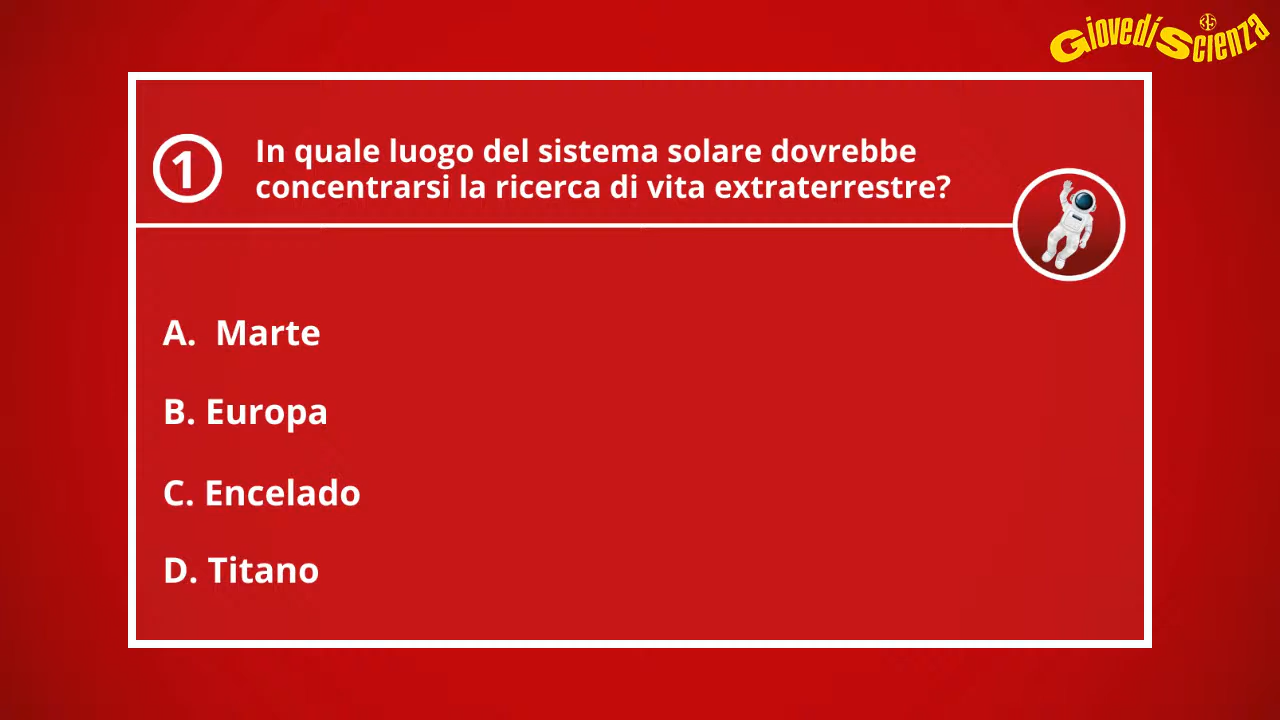 GiovedìScienza
1
In quale luogo del sistema solare dovrebbe
concentrarsi la ricerca di vita extraterrestre?
A. Marte
B. Europa
C. Encelado
D. Titano